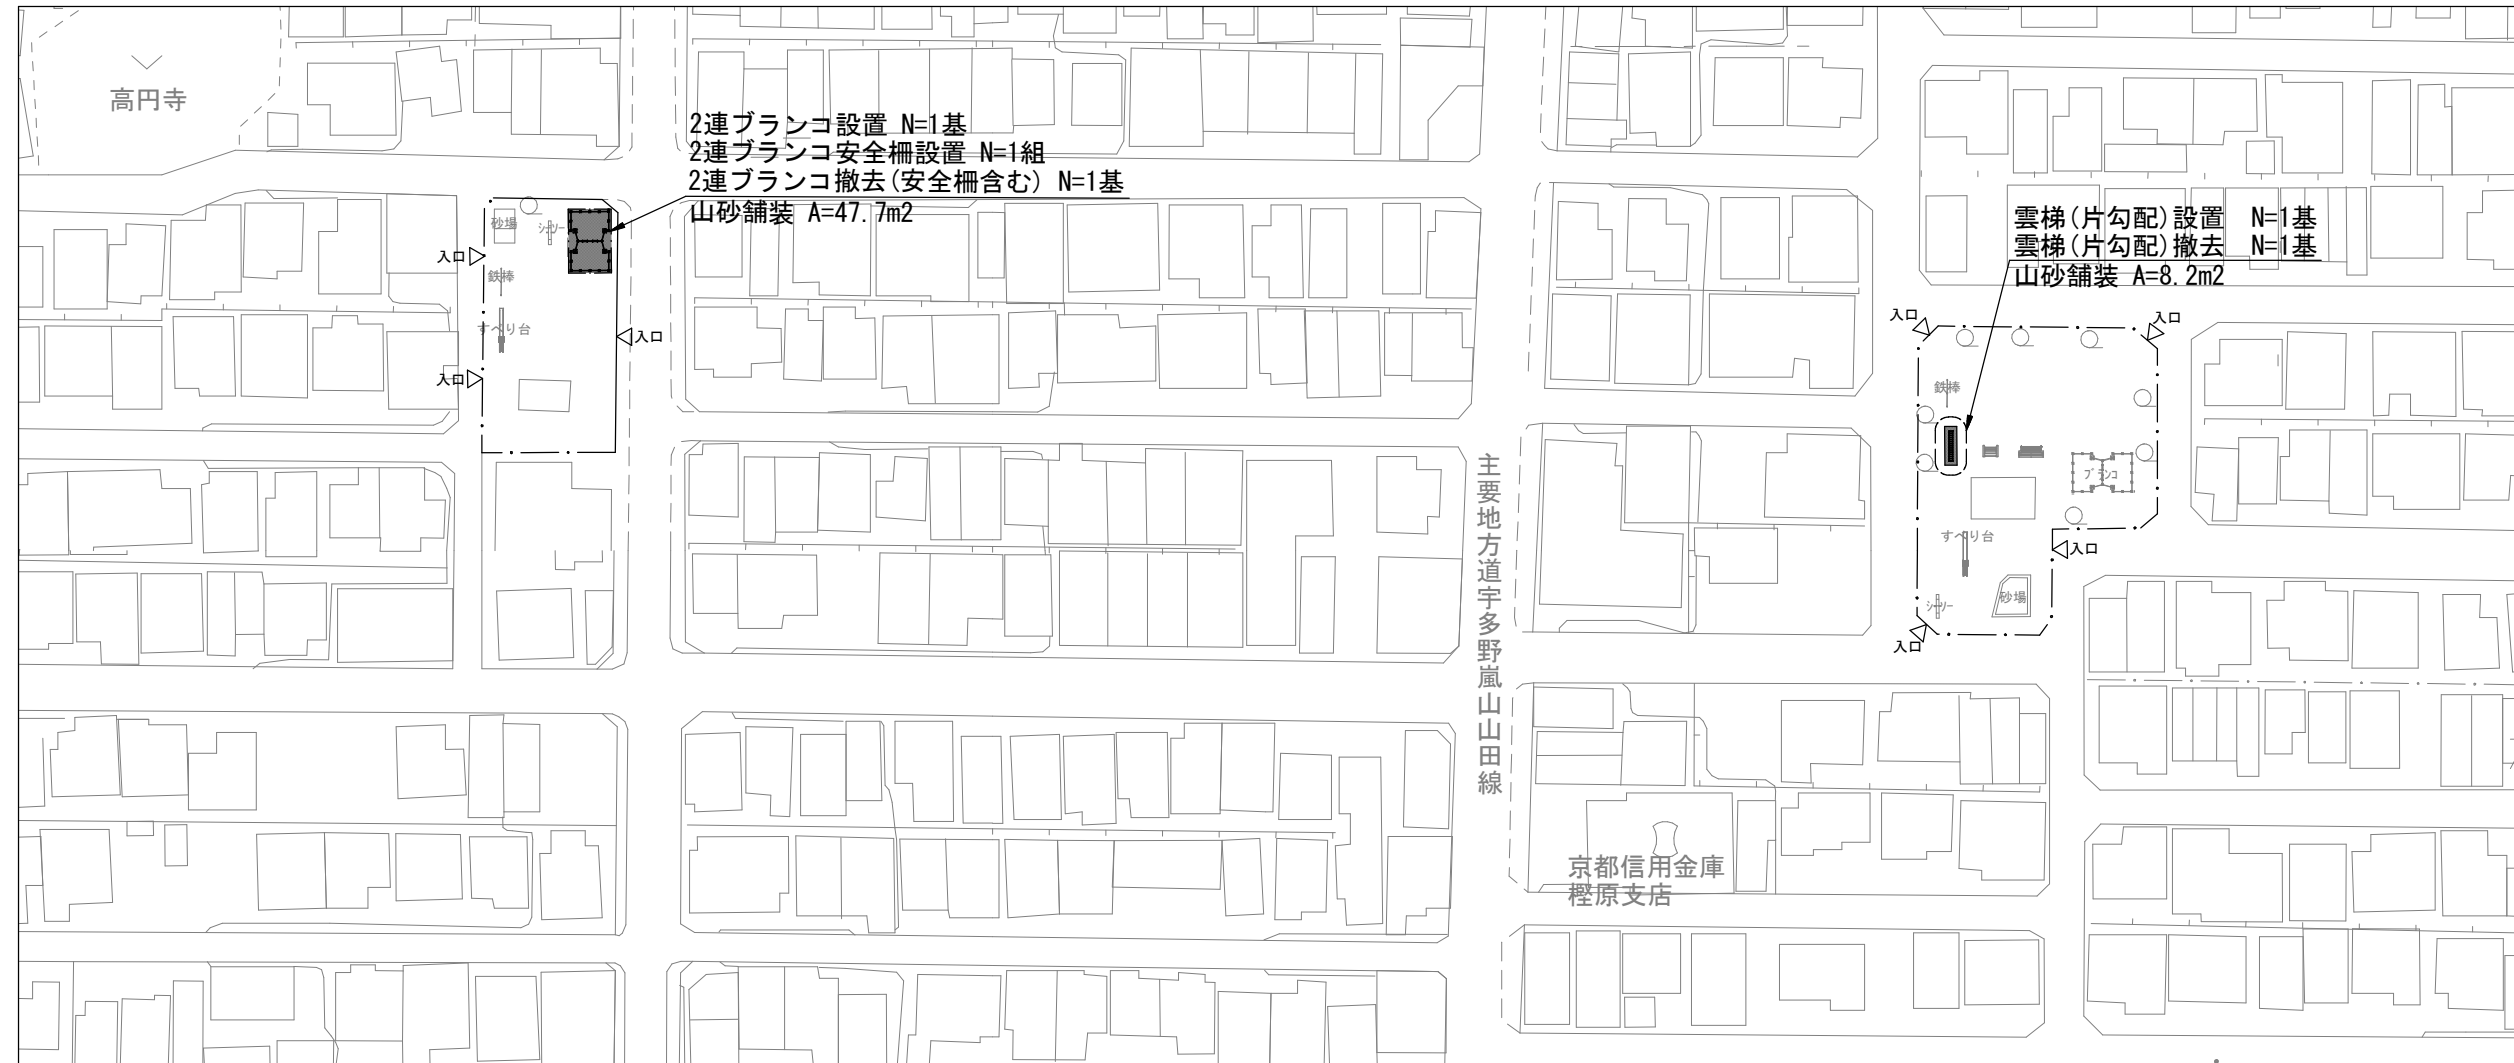 高円寺
2連ブランコ設置 N=1基
2連ブランコ安全柵設置 N=1組
2連ブランコ撤去(安全柵含む) N=1基
山砂舗装 A=47.7m2
砂場
シーソー
入口
鉄棒
すべり台
入口
入口
雲梯(片勾配)設置 N=1基
雲梯(片勾配)撤去 N=1基
山砂舗装 A=8.2m2
入口
入口
鉄棒
ブランコ
すべり台
入口
シーソー
砂場
入口
主要地方道宇多野嵐山山田線
京都信用金庫
樫原支店